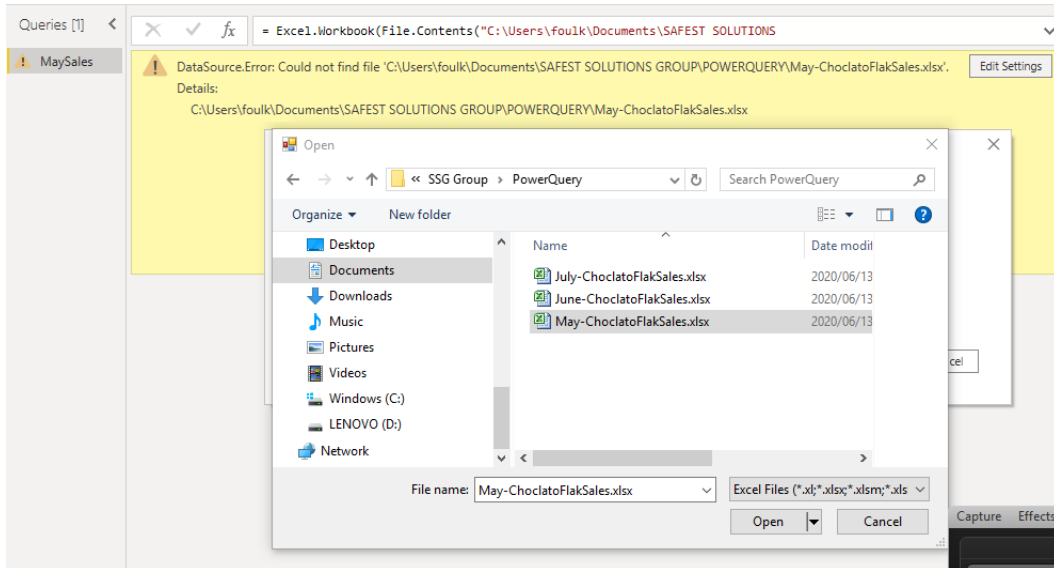 Queries [1]
fx
= Excel.Workbook(File.Contents("C:\Users\foulk\Documents\SAFEST SOLUTIONS
MaySales
DataSource.Error: Could not find file 'C:\Users\foulk\Documents\SAFEST SOLUTIONS GROUP\POWERQUERY\May-ChoclatoFlakSales.xlsx'.
Edit Settings
Details:
C:\Users\foulk\Documents\SAFEST SOLUTIONS GROUP\POWERQUERY\May-ChoclatoFlakSales.xlsx
Open
« SSG Group › PowerQuery
Search PowerQuery
Organize
New folder
Desktop
Documents
Downloads
Music
Pictures
Videos
Windows (C:)
LENOVO (D:)
Network
Name
Date modif
July-ChoclatoFlakSales.xlsx
2020/06/13
June-ChoclatoFlakSales.xlsx
2020/06/13
May-ChoclatoFlakSales.xlsx
2020/06/13
cel
File name:
May-ChoclatoFlakSales.xlsx
Excel Files (*.xl;*.xlsx;*.xlsm;*.xls
Open
Cancel
Capture
Effects